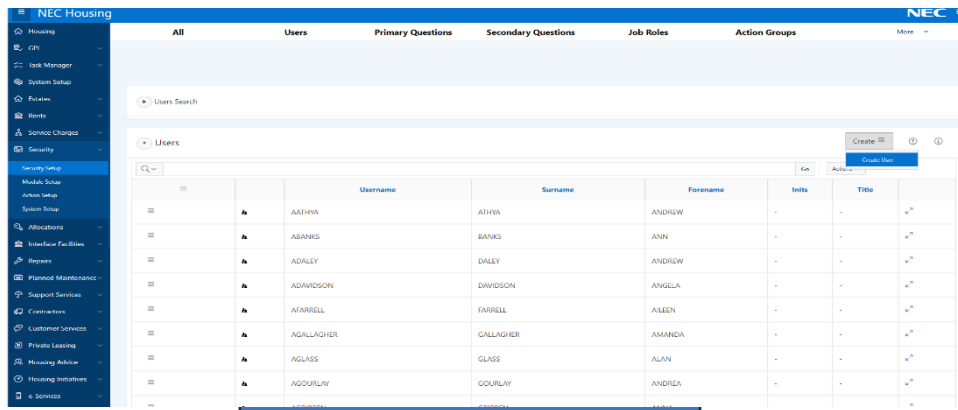 NEC Housing
NEC
Housing
GPI
Task Manager
System Setup
Estates
Rents
Service Charges
Security
Security Setup
Module Setup
Action Setup
System Setup
Allocations
Interface Facilities
Repairs
Planned Maintenance
Support Services
Contractors
Customer Services
Private Leasing
Housing Advice
Housing Initiatives
e Services
All Users Primary Questions Secondary Questions Job Roles Action Groups More
Users Search
Users
Create
Create User
Go
Username Surname Forename Inits Title
AATHYA ATHYA ANDREW - -
ABANKS BANKS ANN - -
ADALEY DALEY ANDREW - -
ADAVIDSON DAVIDSON ANGELA - -
AFARRELL FARRELL AILEEN - -
AGALLAGHER GALLAGHER AMANDA - -
AGLASS GLASS ALAN - -
AGOURLAY GOURLAY ANDREA - -